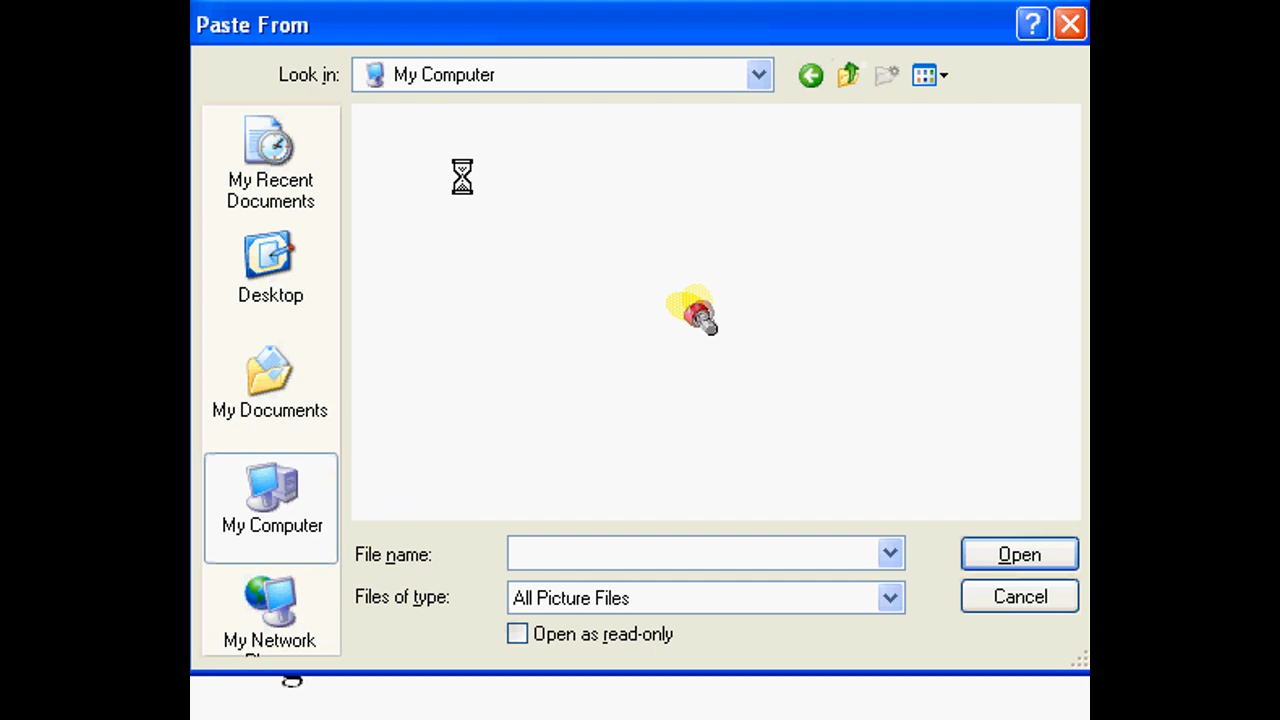 Paste From
?
Look in:
My Computer
My Recent
Documents
Desktop
My Documents
My Computer
My Network
File name:
Open
Files of type:
All Picture Files
Cancel
Open as read-only